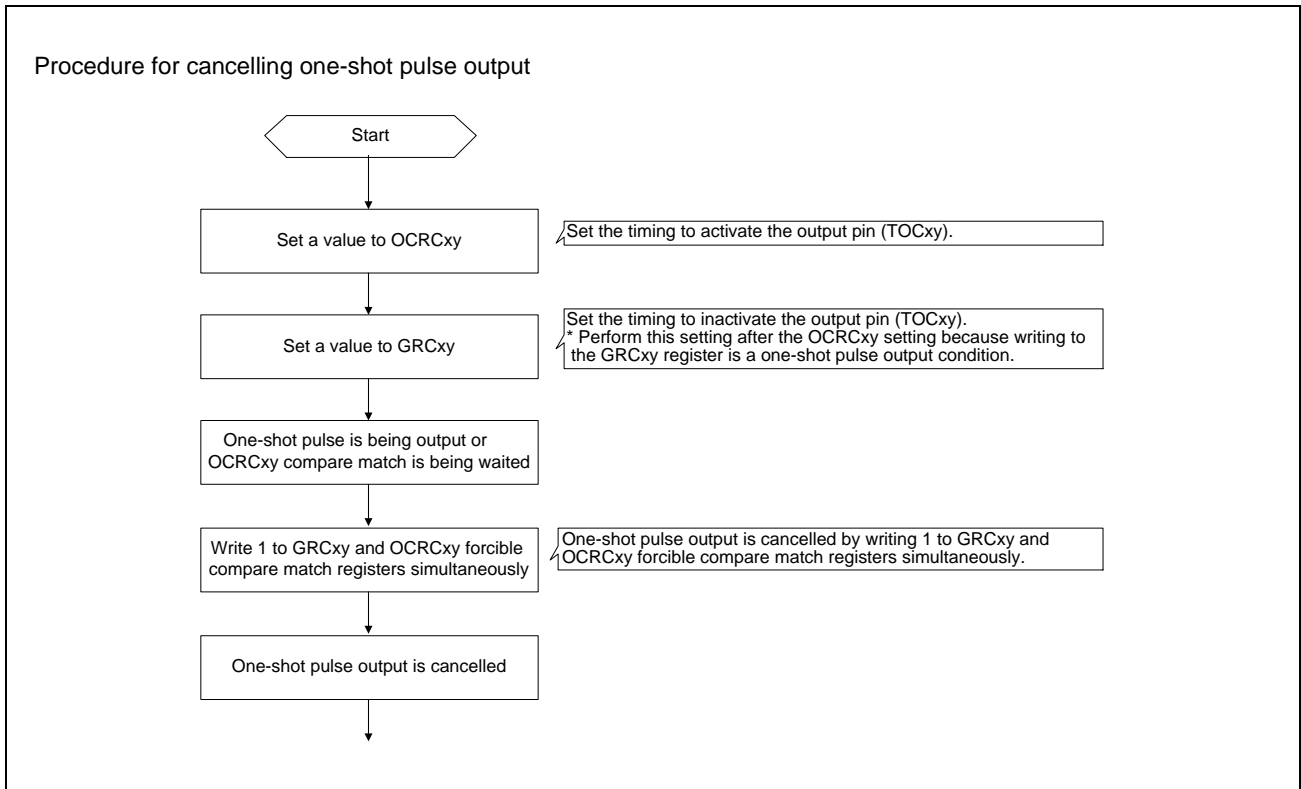 Procedure for cancelling one-shot pulse output
Start
Set a value to OCRCxy
Set the timing to activate the output pin (TOCxy).
Set a value to GRCxy
Set the timing to inactivate the output pin (TOCxy).
* Perform this setting after the OCRCxy setting because writing to
the GRCxy register is a one-shot pulse output condition.
One-shot pulse is being output or
OCRCxy compare match is being waited
Write 1 to GRCxy and OCRCxy forcible
compare match registers simultaneously
One-shot pulse output is cancelled by writing 1 to GRCxy and
OCRCxy forcible compare match registers simultaneously.
One-shot pulse output is cancelled